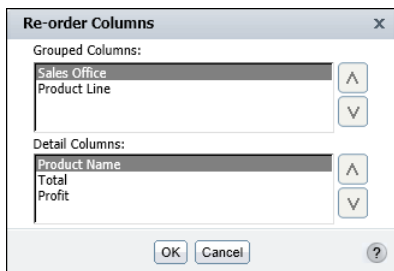 Re-order Columns x
Grouped Columns:
Sales Office
Product Line
Detail Columns:
Product Name
Total
Profit
OK Cancel ?